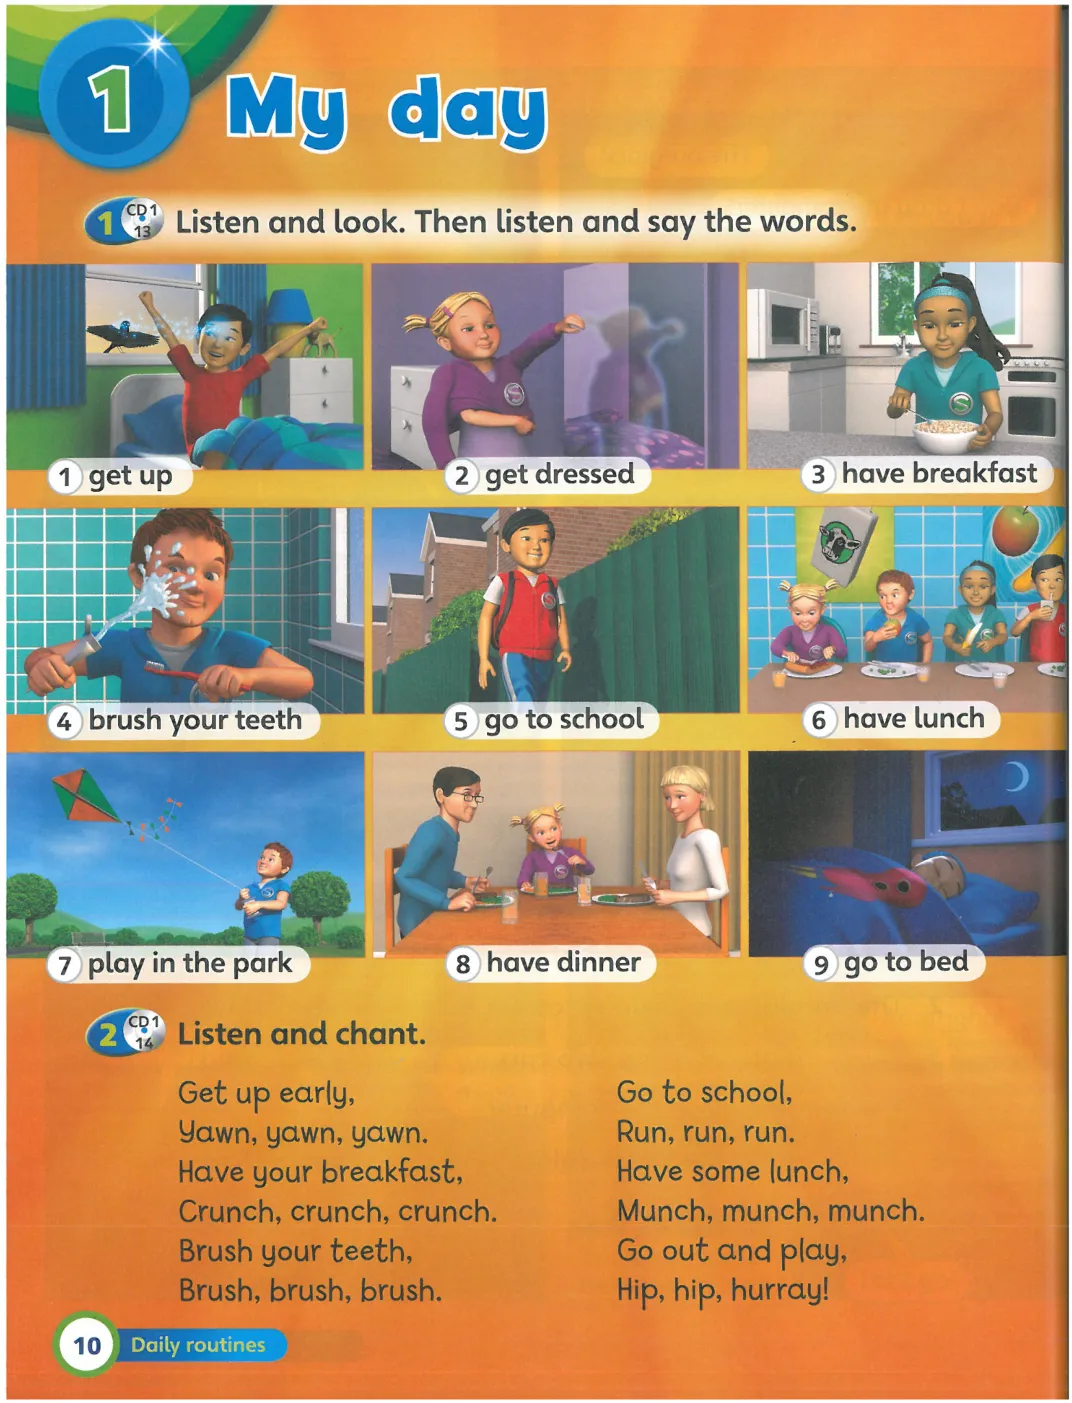 1 My day
1 CD1 13 Listen and look. Then listen and say the words.
1 get up
2 get dressed
3 have breakfast
4 brush your teeth
5 go to school
6 have lunch
7 play in the park
8 have dinner
9 go to bed
2 CD1 14 Listen and chant.
Get up early,
Yawn, yawn, yawn.
Have your breakfast,
Crunch, crunch, crunch.
Brush your teeth,
Brush, brush, brush.
Go to school,
Run, run, run.
Have some lunch,
Munch, munch, munch.
Go out and play,
Hip, hip, hurray!
10 Daily routines